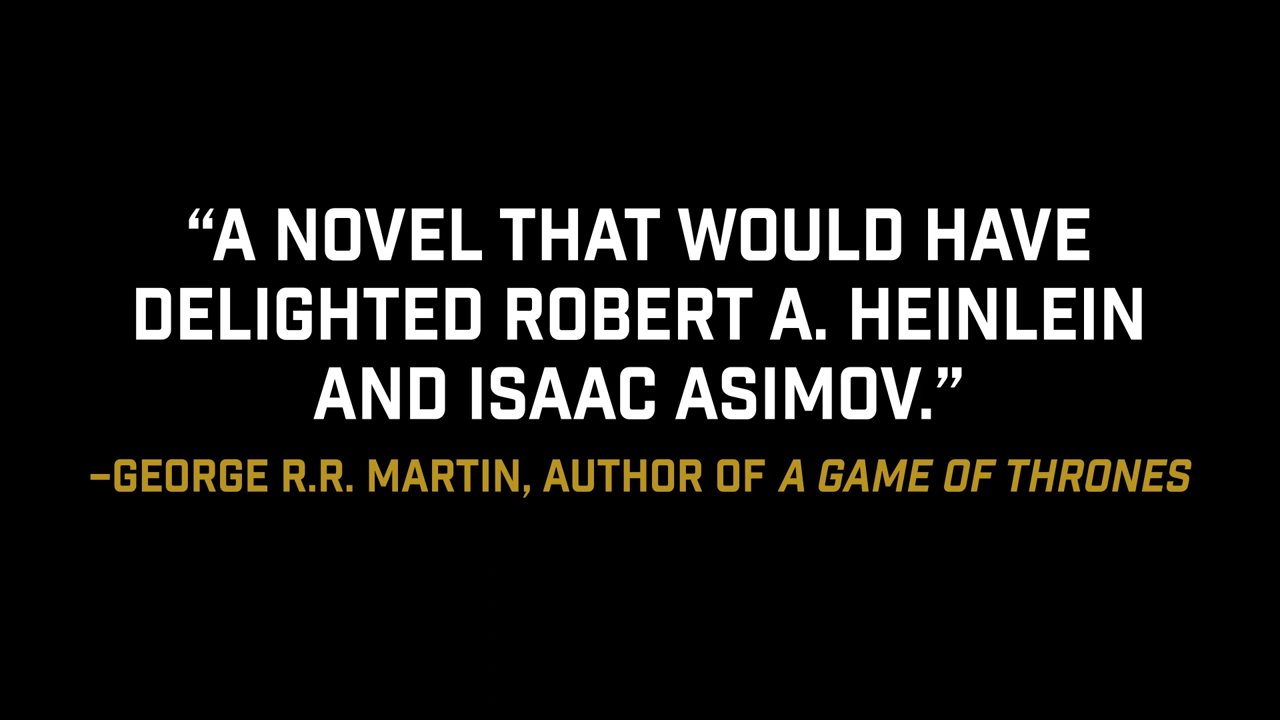 “A NOVEL THAT WOULD HAVE
DELIGHTED ROBERT A. HEINLEIN
AND ISAAC ASIMOV.”
–GEORGE R.R. MARTIN, AUTHOR OF A GAME OF THRONES